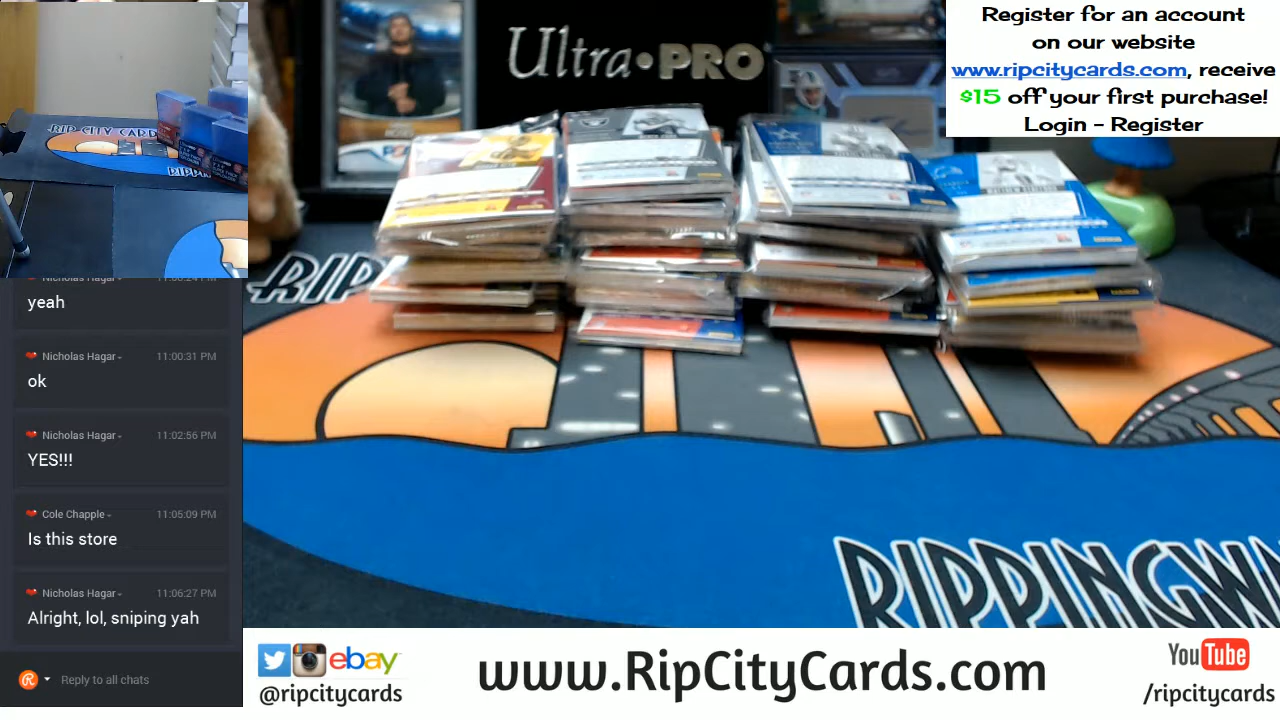 Register for an account
on our website
www.ripcitycards.com, receive
$15 off your first purchase!
Login - Register
Ultra•PRO
RIP CITY CARDS
RIPPIN
Nicholas Hagar
yeah
Nicholas Hagar
11:00:31 PM
ok
Nicholas Hagar
11:02:56 PM
YES!!!
Cole Chapple
11:05:09 PM
Is this store
Nicholas Hagar
11:06:27 PM
Alright, lol, sniping yah
Reply to all chats
RIP
RIPPINGW
ebay
@ripcitycards
www.RipCityCards.com
YouTube
/ripcitycards